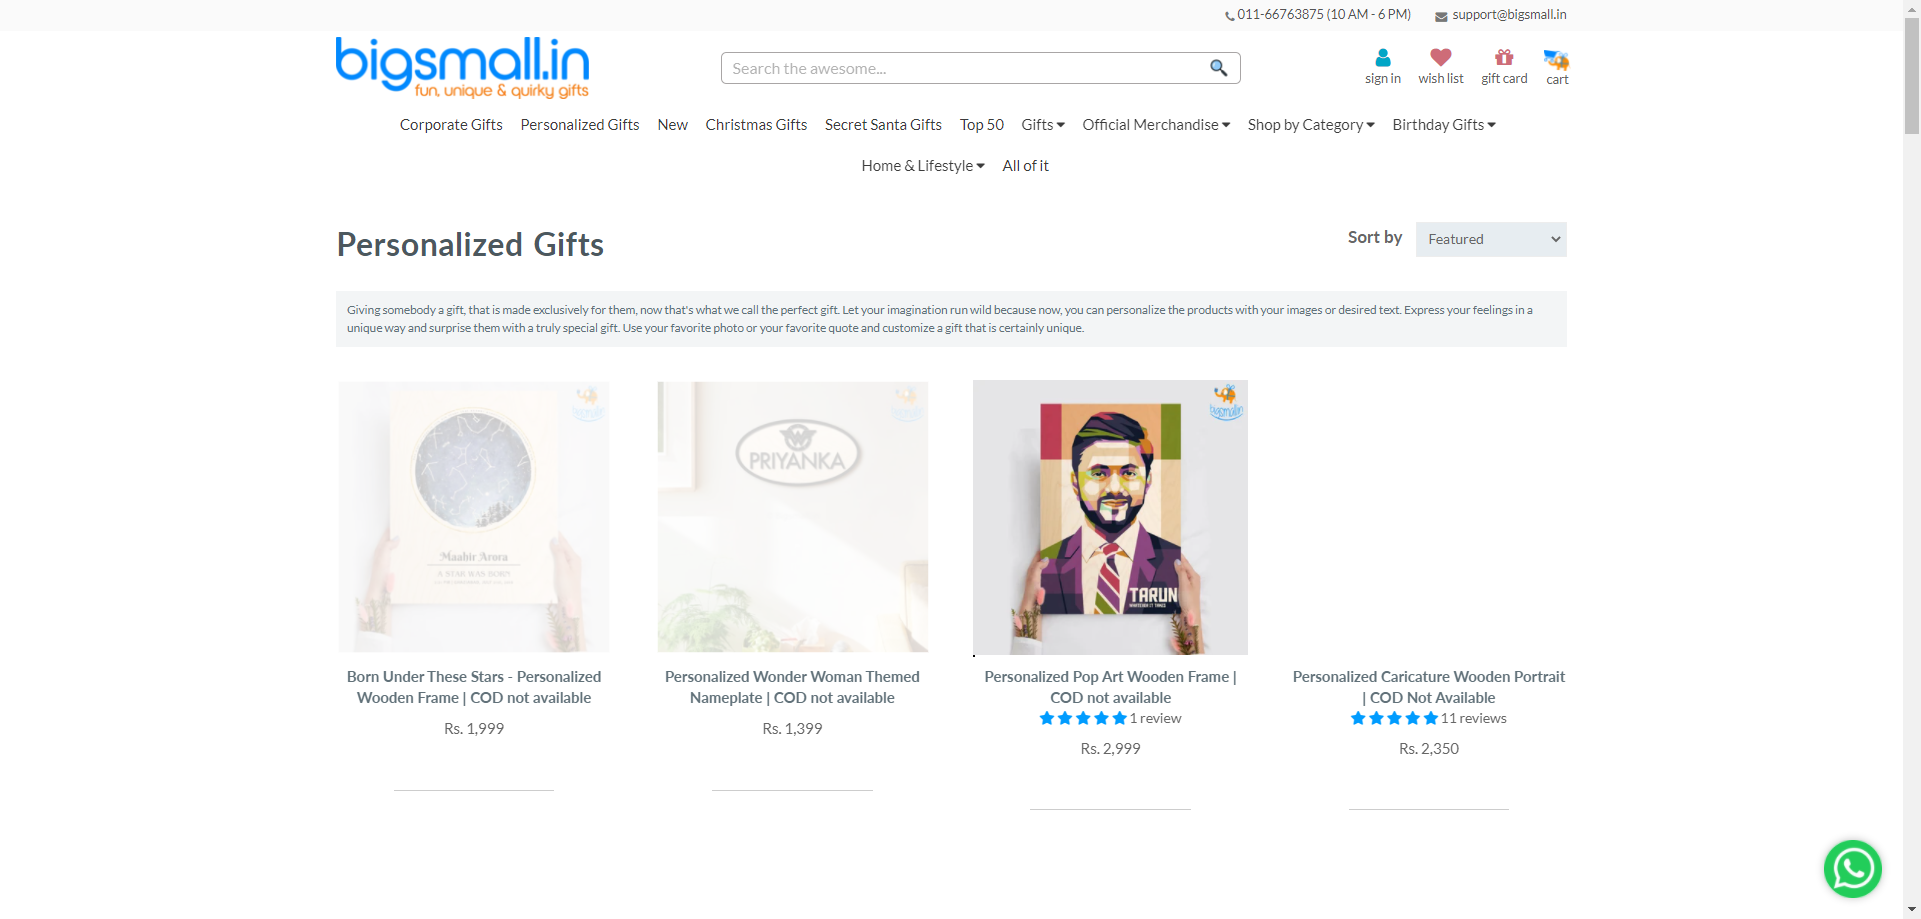 011-66763875 (10 AM - 6 PM) support@bigsmall.in
bigsmall.in
fun, unique & quirky gifts
Search the awesome...
sign in wish list gift card cart
Corporate Gifts Personalized Gifts New Christmas Gifts Secret Santa Gifts Top 50 Gifts Official Merchandise Shop by Category Birthday Gifts
Home & Lifestyle All of it
Personalized Gifts
Sort by Featured
Giving somebody a gift, that is made exclusively for them, now that's what we call the perfect gift. Let your imagination run wild because now, you can personalize the products with your images or desired text. Express your feelings in a
unique way and surprise them with a truly special gift. Use your favorite photo or your favorite quote and customize a gift that is certainly unique.
bigsmall.in
Maahir Arora
A STAR WAS BORN
bigsmall.in
PRIYANKA
bigsmall.in
TARUN
WHATEVER IT TAKES
Born Under These Stars - Personalized
Wooden Frame | COD not available
Rs. 1,999
Personalized Wonder Woman Themed
Nameplate | COD not available
Rs. 1,399
Personalized Pop Art Wooden Frame |
COD not available
1 review
Rs. 2,999
Personalized Caricature Wooden Portrait
| COD Not Available
11 reviews
Rs. 2,350